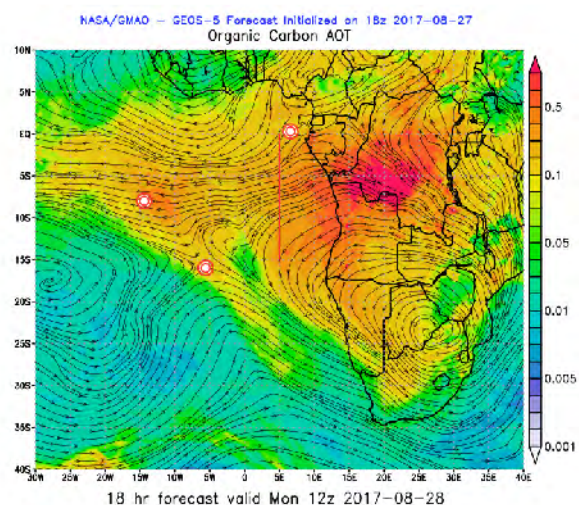 NASA/GMAO - GEOS-5 Forecast Initialized on 18z 2017-08-27
Organic Carbon AOT
10N
5N
EQ
5S
10S
15S
20S
25S
30S
35S
40S
30W 25W 20W 15W 10W 5W 0 5E 10E 15E 20E 25E 30E 35E 40E
0.5
0.1
0.05
0.01
0.005
0.001
18 hr forecast valid Mon 12z 2017-08-28